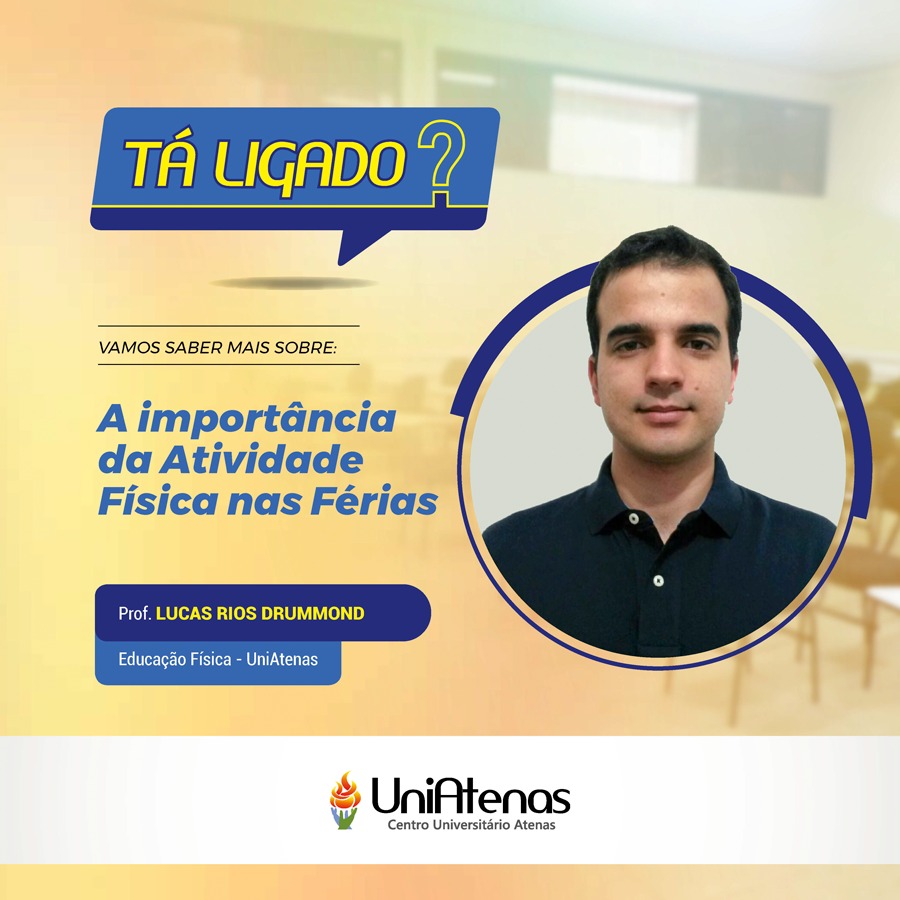 TÁ LIGADO?
VAMOS SABER MAIS SOBRE:
A importância
da Atividade
Física nas Férias
Prof. LUCAS RIOS DRUMMOND
Educação Física - UniAtenas
UniAtenas
Centro Universitário Atenas